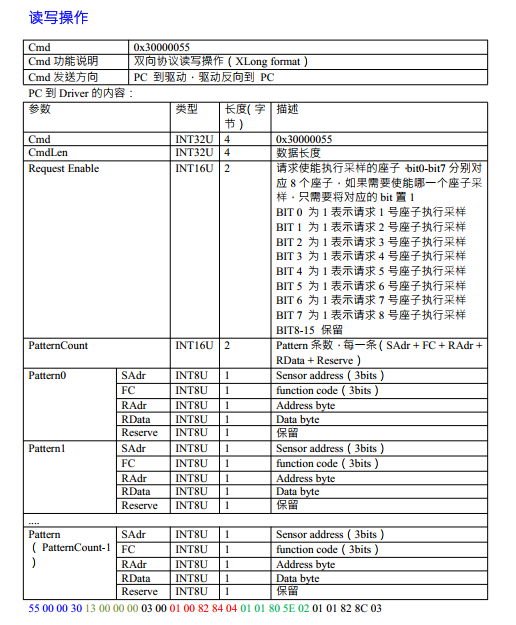 读写操作
Cmd 0x30000055
Cmd 功能说明 双向协议读写操作（XLong format）
Cmd 发送方向 PC 到驱动，驱动反向到 PC
PC 到 Driver 的内容：
参数 类型 长度（字节） 描述
Cmd INT32U 4 0x30000055
CmdLen INT32U 4 数据长度
Request Enable INT16U 2 请求使能执行采样的座子，bit0-bit7 分别对
应 8 个座子，如果需要使能哪一个座子采
样，只需要将对应的 bit 置 1
BIT 0 为 1 表示请求 1 号座子执行采样
BIT 1 为 1 表示请求 2 号座子执行采样
BIT 2 为 1 表示请求 3 号座子执行采样
BIT 3 为 1 表示请求 4 号座子执行采样
BIT 4 为 1 表示请求 5 号座子执行采样
BIT 5 为 1 表示请求 6 号座子执行采样
BIT 6 为 1 表示请求 7 号座子执行采样
BIT 7 为 1 表示请求 8 号座子执行采样
BIT8-15 保留
PatternCount INT16U 2 Pattern 条数，每一条（SAdr + FC + RAdr +
RData + Reserve）
Pattern0 SAdr INT8U 1 Sensor address（3bits）
FC INT8U 1 function code（3bits）
RAdr INT8U 1 Address byte
RData INT8U 1 Data byte
Reserve INT8U 1 保留
Pattern1 SAdr INT8U 1 Sensor address（3bits）
FC INT8U 1 function code（3bits）
RAdr INT8U 1 Address byte
RData INT8U 1 Data byte
Reserve INT8U 1 保留
....
Pattern SAdr INT8U 1 Sensor address（3bits）
（PatternCount-1 FC INT8U 1 function code（3bits）
） RAdr INT8U 1 Address byte
RData INT8U 1 Data byte
Reserve INT8U 1 保留
55 00 00 30 13 00 00 00 03 00 01 00 82 84 04 01 01 80 5E 02 01 01 82 8C 03